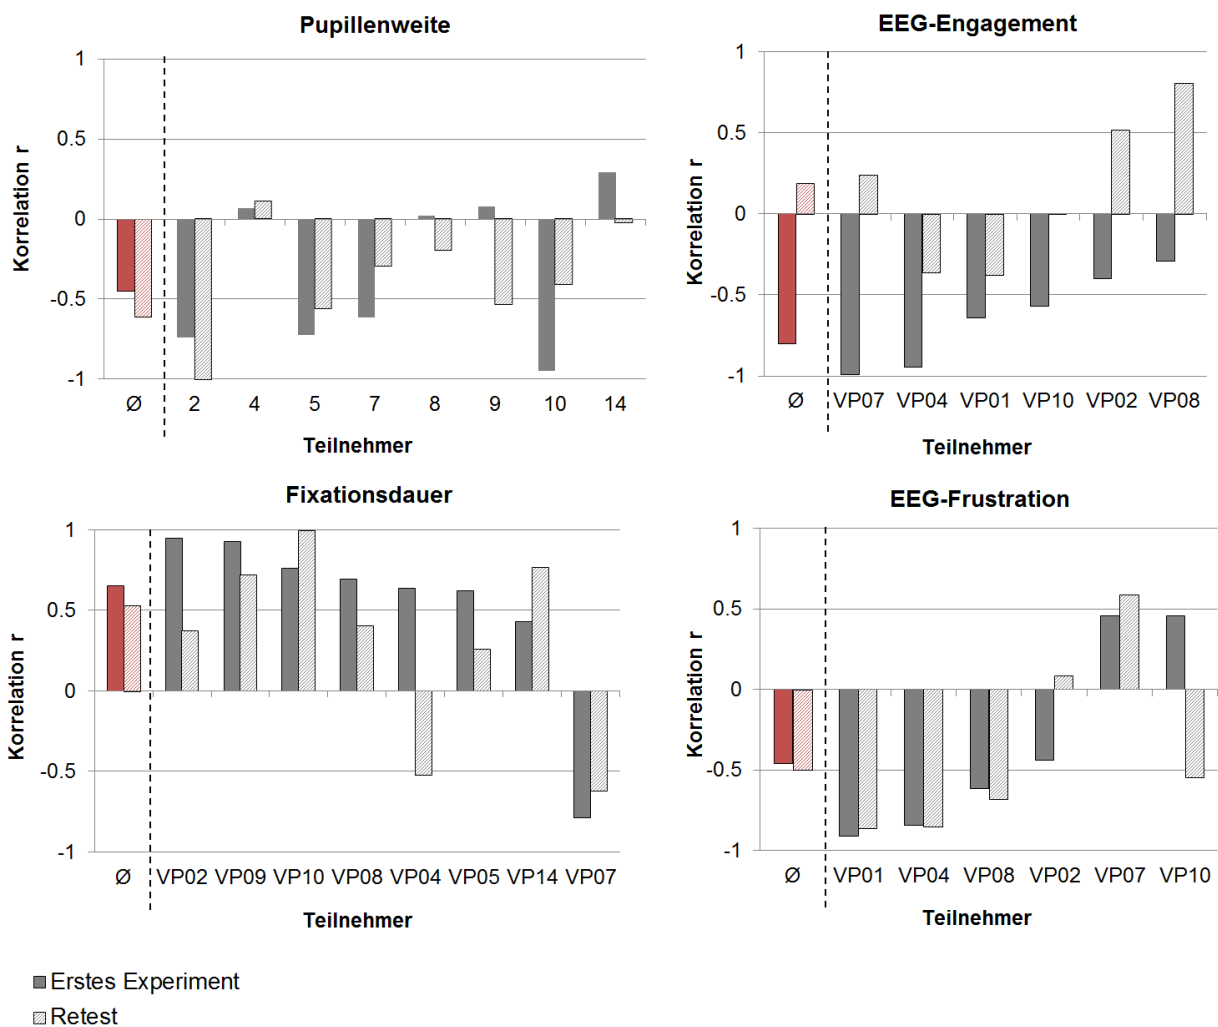 Pupillenweite
1
0.5
0
-0.5
-1
Korrelation r
Ø 2 4 5 7 8 9 10 14
Teilnehmer
EEG-Engagement
1
0.5
0
-0.5
-1
Korrelation r
Ø VP07 VP04 VP01 VP10 VP02 VP08
Teilnehmer
Fixationsdauer
1
0.5
0
-0.5
-1
Korrelation r
Ø VP02 VP09 VP10 VP08 VP04 VP05 VP14 VP07
Teilnehmer
EEG-Frustration
1
0.5
0
-0.5
-1
Korrelation r
Ø VP01 VP04 VP08 VP02 VP07 VP10
Teilnehmer
Erstes Experiment
Retest